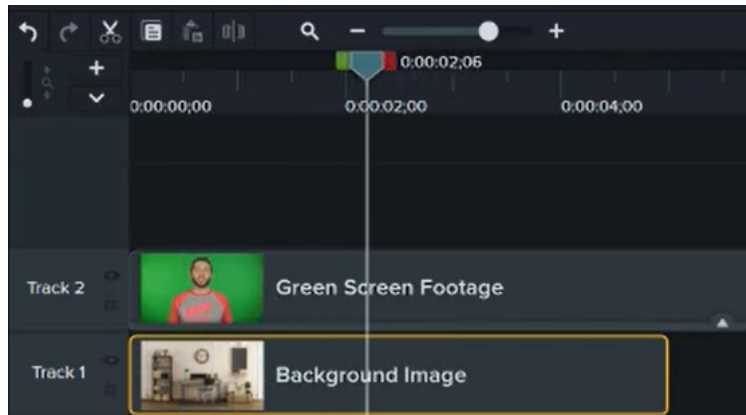 0:00:02;06
0:00:00;00
0:00:02;00
0:00:04;00
Track 2
Green Screen Footage
Track 1
Background Image